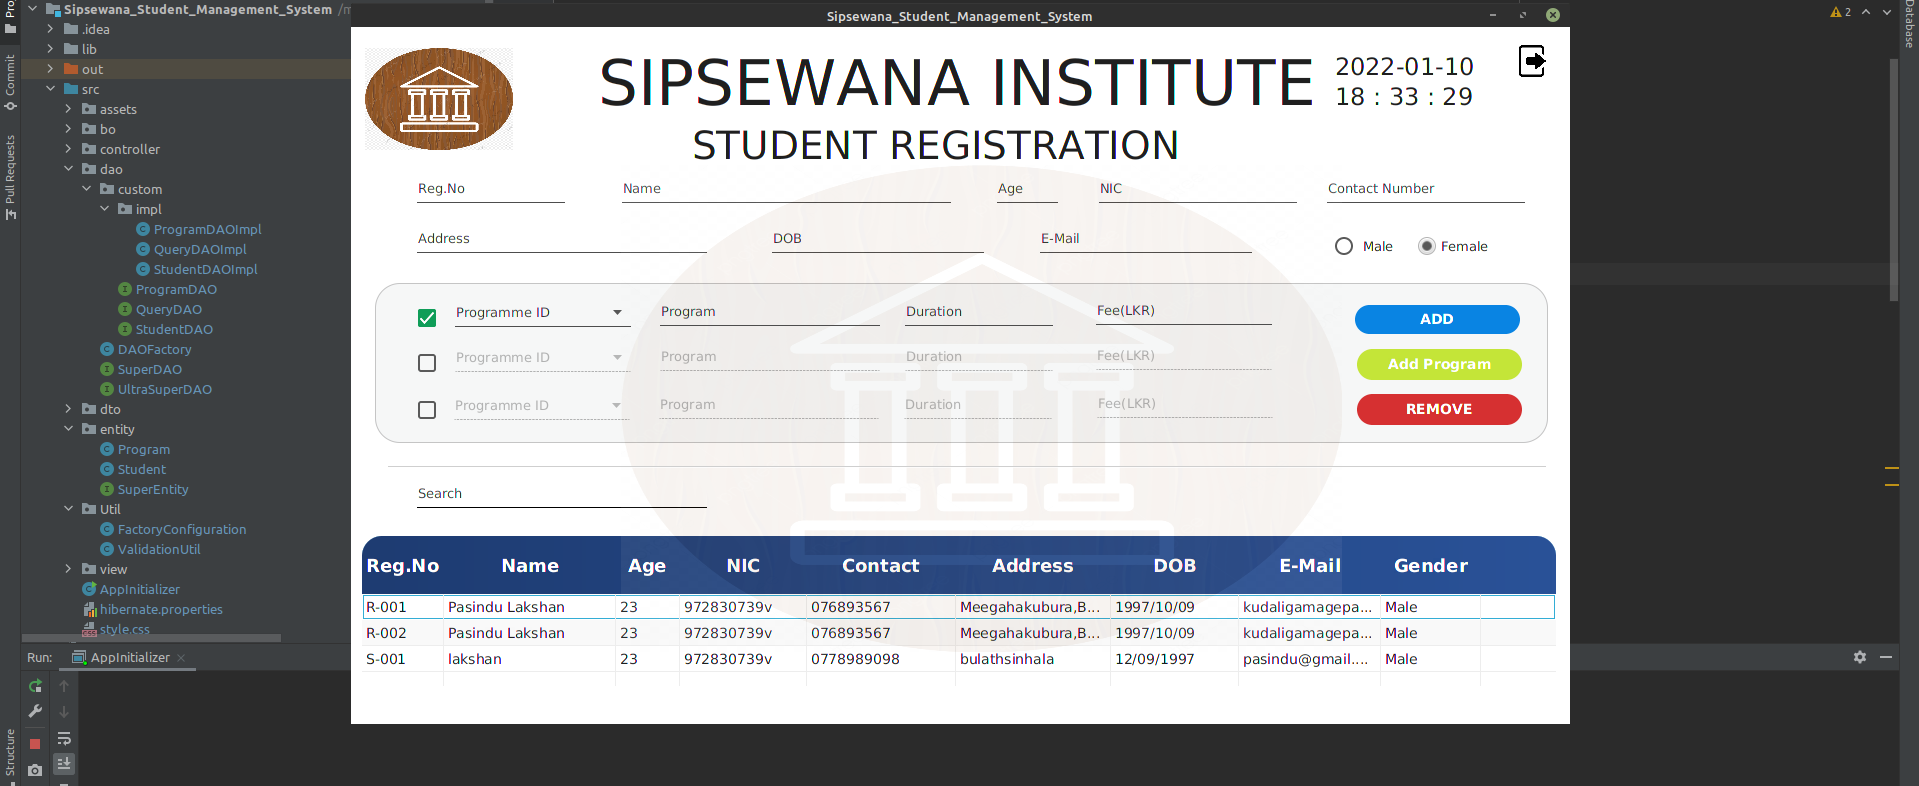 Sipsewana_Student_Management_System
.idea
lib
out
src
assets
bo
controller
dao
custom
impl
ProgramDAOImpl
QueryDAOImpl
StudentDAOImpl
ProgramDAO
QueryDAO
StudentDAO
DAOFactory
SuperDAO
UltraSuperDAO
dto
entity
Program
Student
SuperEntity
Util
FactoryConfiguration
ValidationUtil
view
AppInitializer
hibernate.properties
style.css
Commit
Pull Requests
Structure
Run: AppInitializer
Sipsewana_Student_Management_System
2
Database
SIPSEWANA INSTITUTE
2022-01-10
18 : 33 : 29
STUDENT REGISTRATION
Reg.No Name Age NIC Contact Number
Address DOB E-Mail Male Female
Programme ID Program Duration Fee(LKR) ADD
Programme ID Program Duration Fee(LKR) Add Program
Programme ID Program Duration Fee(LKR) REMOVE
Search
Reg.No Name Age NIC Contact Address DOB E-Mail Gender
R-001 Pasindu Lakshan 23 972830739v 076893567 Meegahakubura,B... 1997/10/09 kudaligamagepa... Male
R-002 Pasindu Lakshan 23 972830739v 076893567 Meegahakubura,B... 1997/10/09 kudaligamagepa... Male
S-001 lakshan 23 972830739v 0778989098 bulathsinhala 12/09/1997 pasindu@gmail.... Male